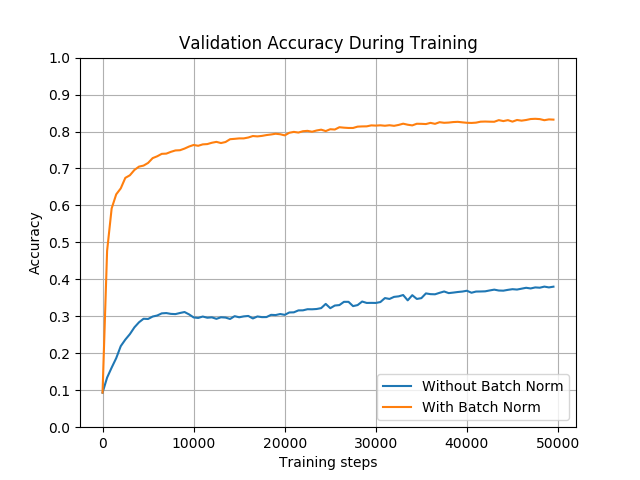 Validation Accuracy During Training
1.0
0.9
0.8
0.7
0.6
0.5
0.4
0.3
0.2
0.1
0.0
Accuracy
0 10000 20000 30000 40000 50000
Training steps
Without Batch Norm
With Batch Norm